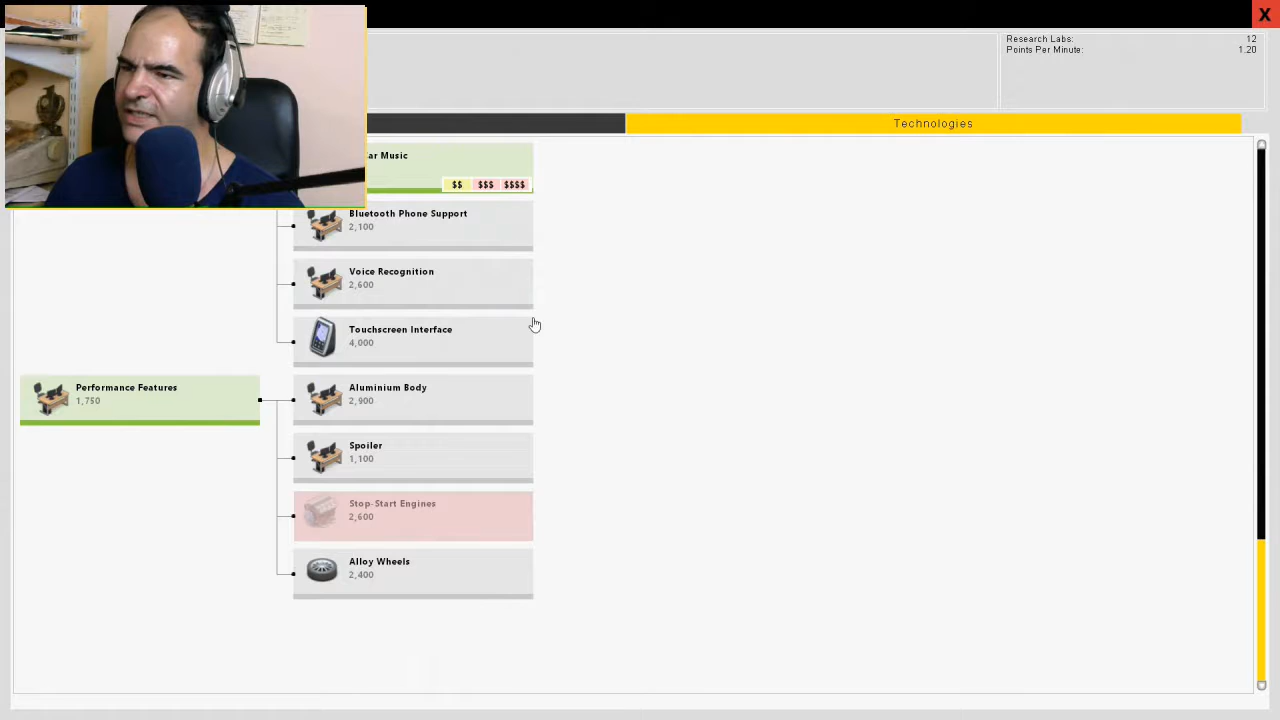 X
Research Labs: 12
Points Per Minute: 1.20
Technologies
ar Music
$$ $$$ $$$$
Bluetooth Phone Support
2,100
Voice Recognition
2,600
Touchscreen Interface
4,000
Performance Features
1,750
Aluminium Body
2,900
Spoiler
1,100
Stop-Start Engines
2,600
Alloy Wheels
2,400